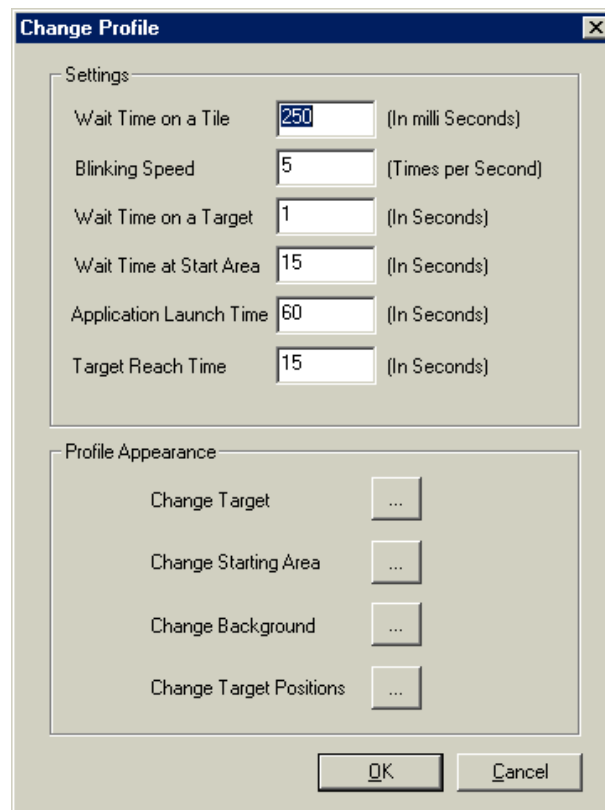 Change Profile
Settings
Wait Time on a Tile 250 (In milli Seconds)
Blinking Speed 5 (Times per Second)
Wait Time on a Target 1 (In Seconds)
Wait Time at Start Area 15 (In Seconds)
Application Launch Time 60 (In Seconds)
Target Reach Time 15 (In Seconds)
Profile Appearance
Change Target ...
Change Starting Area ...
Change Background ...
Change Target Positions ...
OK Cancel